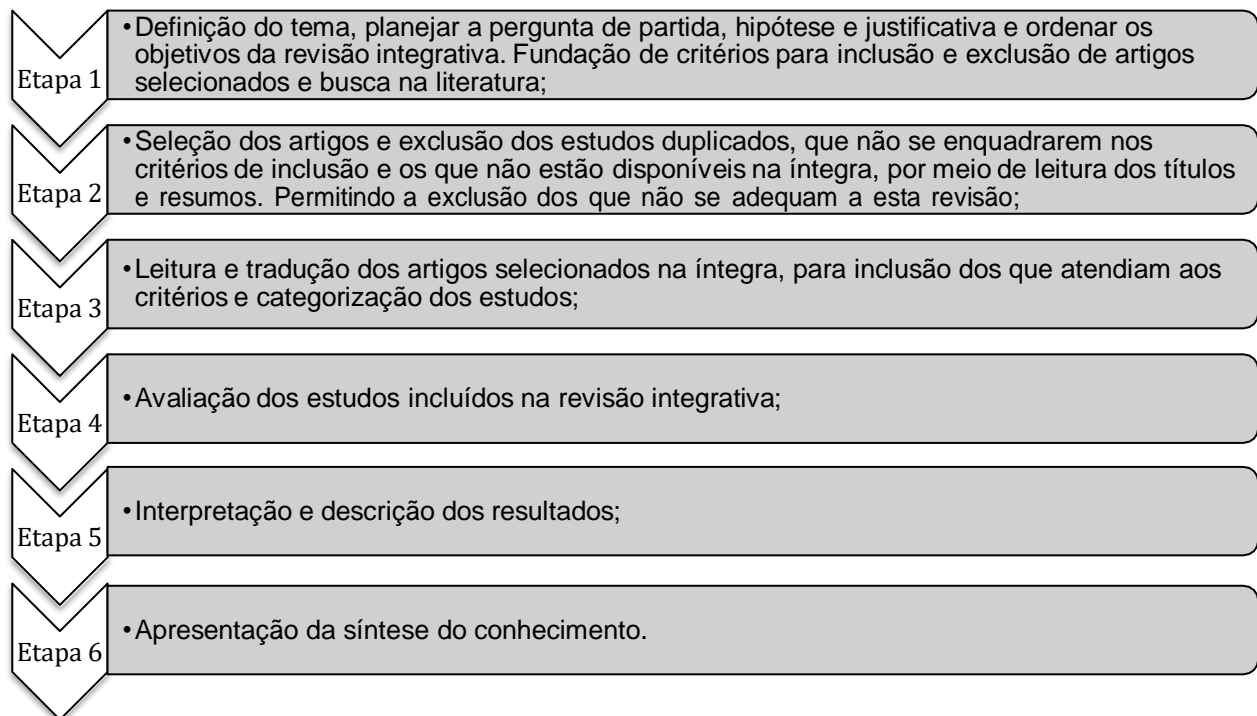 Etapa 1
•Definição do tema, planejar a pergunta de partida, hipótese e justificativa e ordenar os
objetivos da revisão integrativa. Fundação de critérios para inclusão e exclusão de artigos
selecionados e busca na literatura;
Etapa 2
•Seleção dos artigos e exclusão dos estudos duplicados, que não se enquadrarem nos
critérios de inclusão e os que não estão disponíveis na íntegra, por meio de leitura dos títulos
e resumos. Permitindo a exclusão dos que não se adequam a esta revisão;
Etapa 3
•Leitura e tradução dos artigos selecionados na íntegra, para inclusão dos que atendiam aos
critérios e categorização dos estudos;
Etapa 4
•Avaliação dos estudos incluídos na revisão integrativa;
Etapa 5
•Interpretação e descrição dos resultados;
Etapa 6
•Apresentação da síntese do conhecimento.